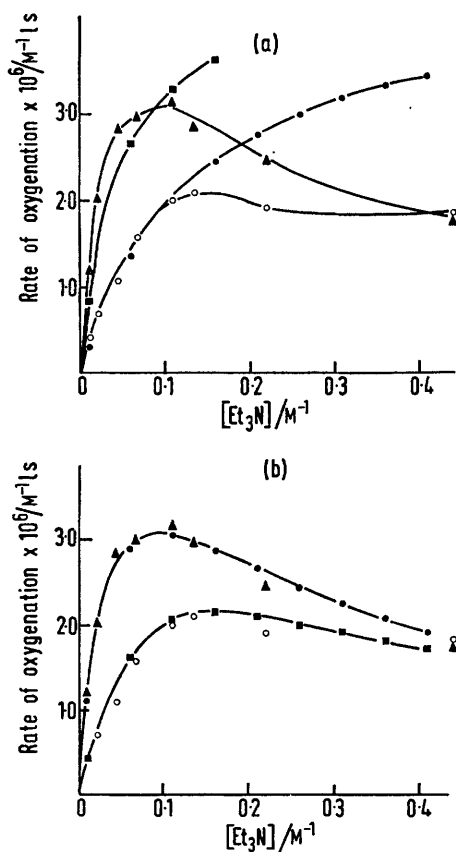 (a)
Rate of oxygenation x 10⁶/M⁻¹ ls
3·0
2·0
1·0
0
0·1
0·2
0·3
0·4
[Et₃N]/M⁻¹
(b)
Rate of oxygenation x 10⁶/M⁻¹ ls
3·0
2·0
1·0
0
0·1
0·2
0·3
0·4
[Et₃N]/M⁻¹